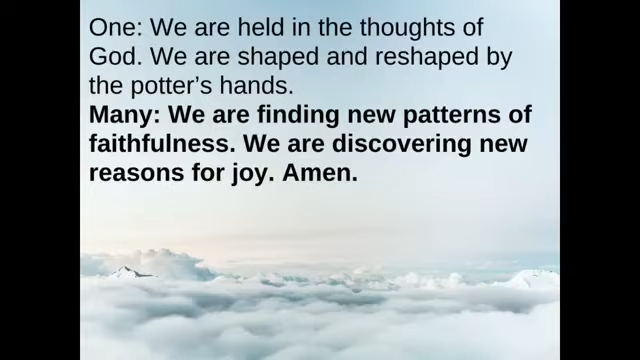 One: We are held in the thoughts of
God. We are shaped and reshaped by
the potter’s hands.
Many: We are finding new patterns of
faithfulness. We are discovering new
reasons for joy. Amen.